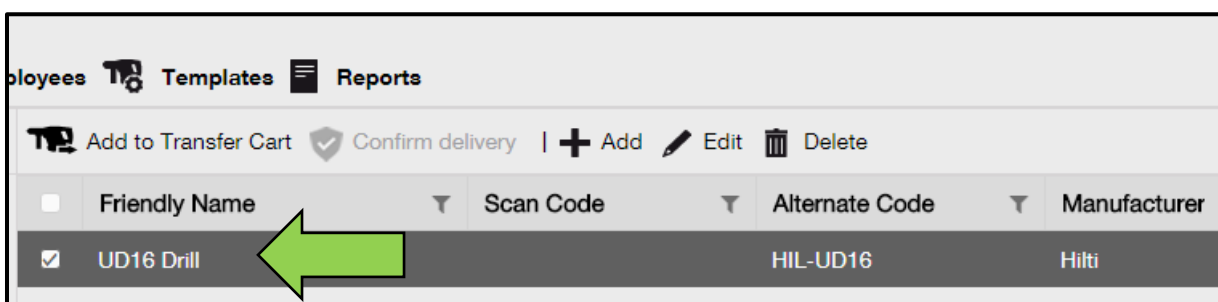 ployees Templates Reports
Add to Transfer Cart Confirm delivery | Add Edit Delete
Friendly Name Scan Code Alternate Code Manufacturer
UD16 Drill HIL-UD16 Hilti